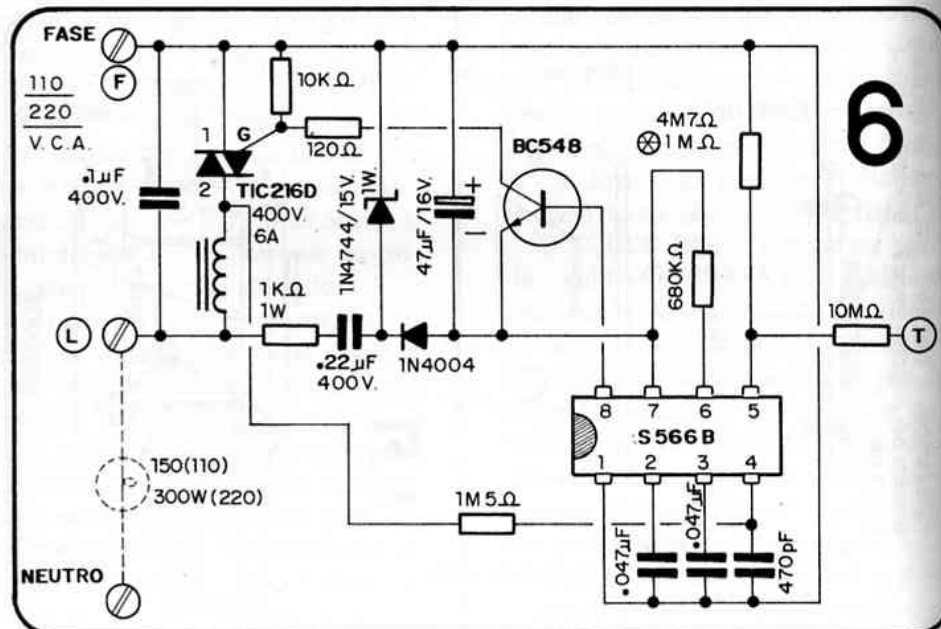 FASE
F
110
220
V.C.A.
.1µF
400V.
1
G
2
TIC216D
400V.
6A
10KΩ
120Ω
1N4744/15V.
1W.
47µF/16V.
+
−
BC548
4M7Ω
⊗1MΩ
6
680KΩ
10MΩ
T
L
1KΩ
1W
.22µF
400V.
1N4004
8 7 6 5
S566B
1 2 3 4
150(110)
300W(220)
1M5Ω
.047µF
.047µF
470pF
NEUTRO